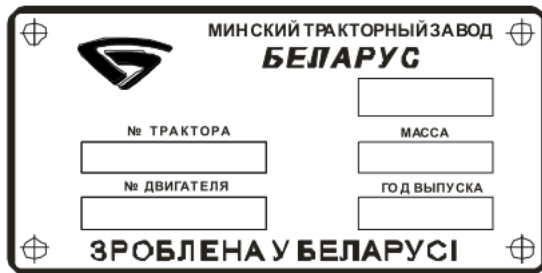 МИНСКИЙ ТРАКТОРНЫЙ ЗАВОД
БЕЛАРУС
№ ТРАКТОРА
МАССА
№ ДВИГАТЕЛЯ
ГОД ВЫПУСКА
ЗРОБЛЕНА У БЕЛАРУСІ